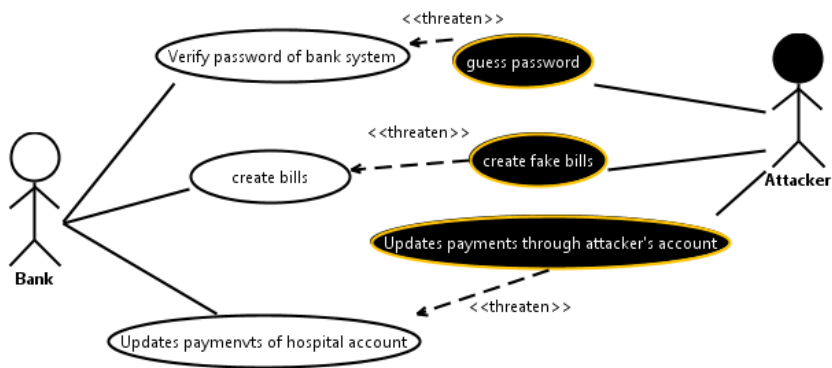 <<threaten>>
Verify password of bank system
guess password
<<threaten>>
create bills
create fake bills
Attacker
Updates payments through attacker's account
Bank
<<threaten>>
Updates paymenvts of hospital account